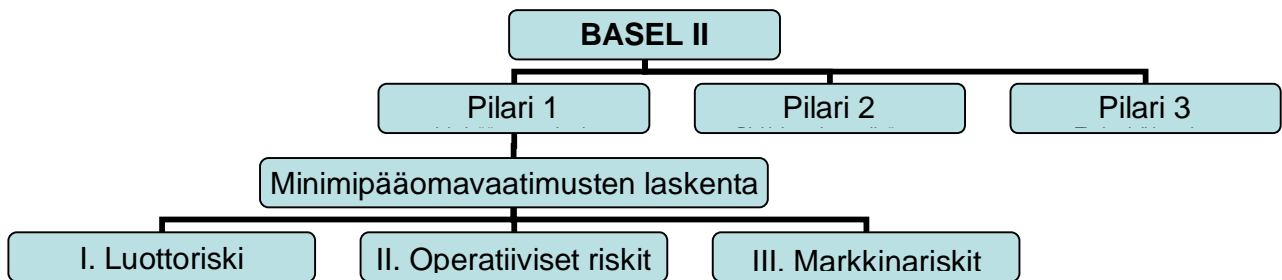 BASEL II
Pilari 1
Pilari 2
Pilari 3
Minimipääomavaatimusten laskenta
I. Luottoriski
II. Operatiiviset riskit
III. Markkinariskit